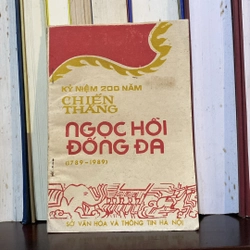 KỶ NIỆM 200 NĂM
CHIẾN
THẮNG
NGỌC HỒI
ĐỐNG ĐA
(1789-1989)
SỞ VĂN HÓA VÀ THÔNG TIN HÀ NỘI